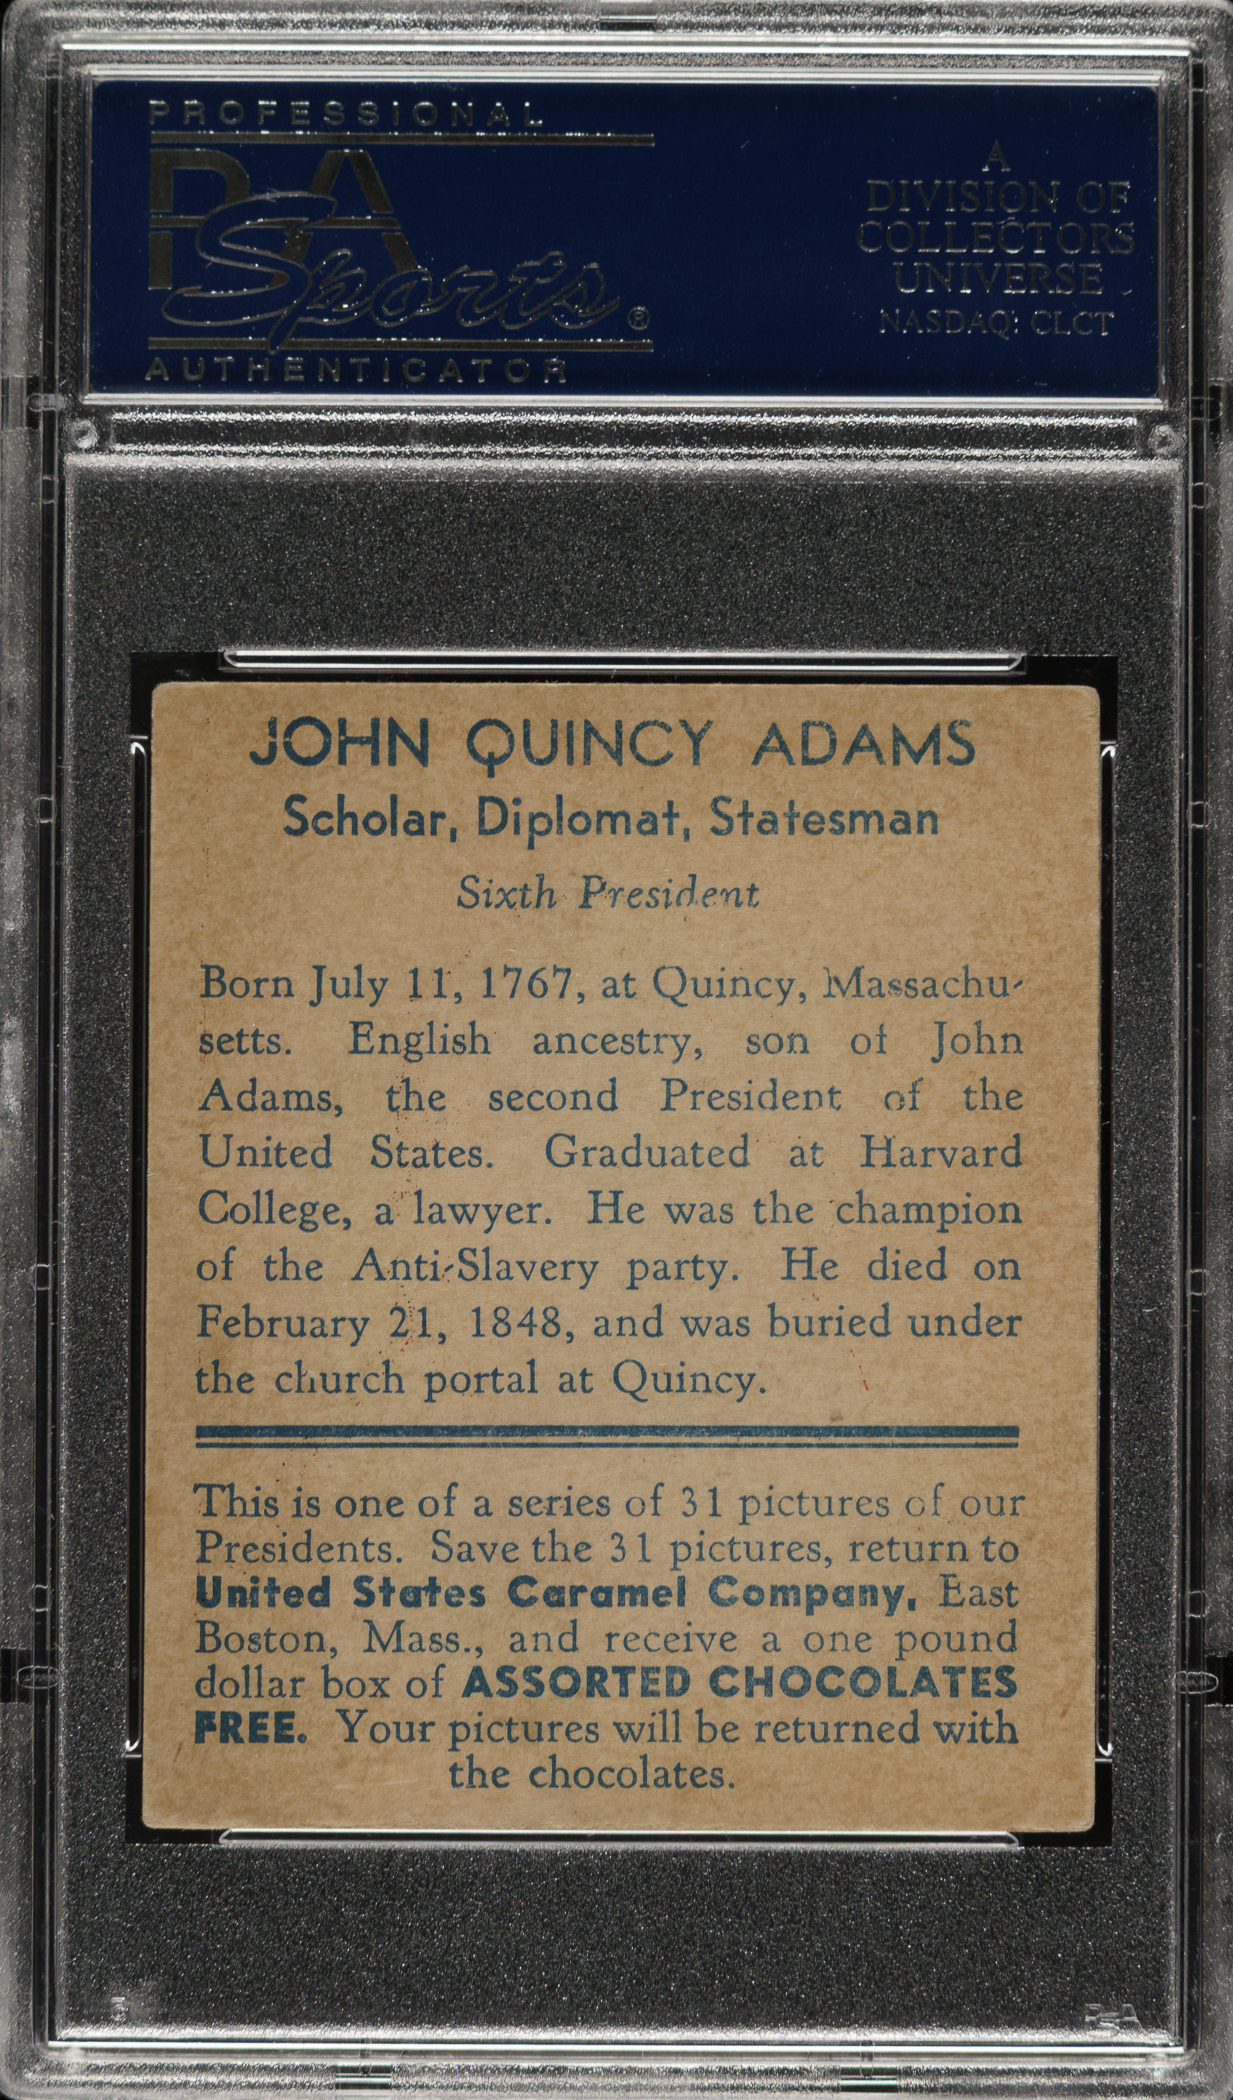 PROFESSIONAL
PSA
Sports ®
AUTHENTICATOR
A
DIVISION OF
COLLECTORS
UNIVERSE
NASDAQ: CLCT
JOHN QUINCY ADAMS
Scholar, Diplomat, Statesman
Sixth President
Born July 11, 1767, at Quincy, Massachu-
setts. English ancestry, son of John
Adams, the second President of the
United States. Graduated at Harvard
College, a lawyer. He was the champion
of the Anti-Slavery party. He died on
February 21, 1848, and was buried under
the church portal at Quincy.
This is one of a series of 31 pictures of our
Presidents. Save the 31 pictures, return to
United States Caramel Company, East
Boston, Mass., and receive a one pound
dollar box of ASSORTED CHOCOLATES
FREE. Your pictures will be returned with
the chocolates.
PSA